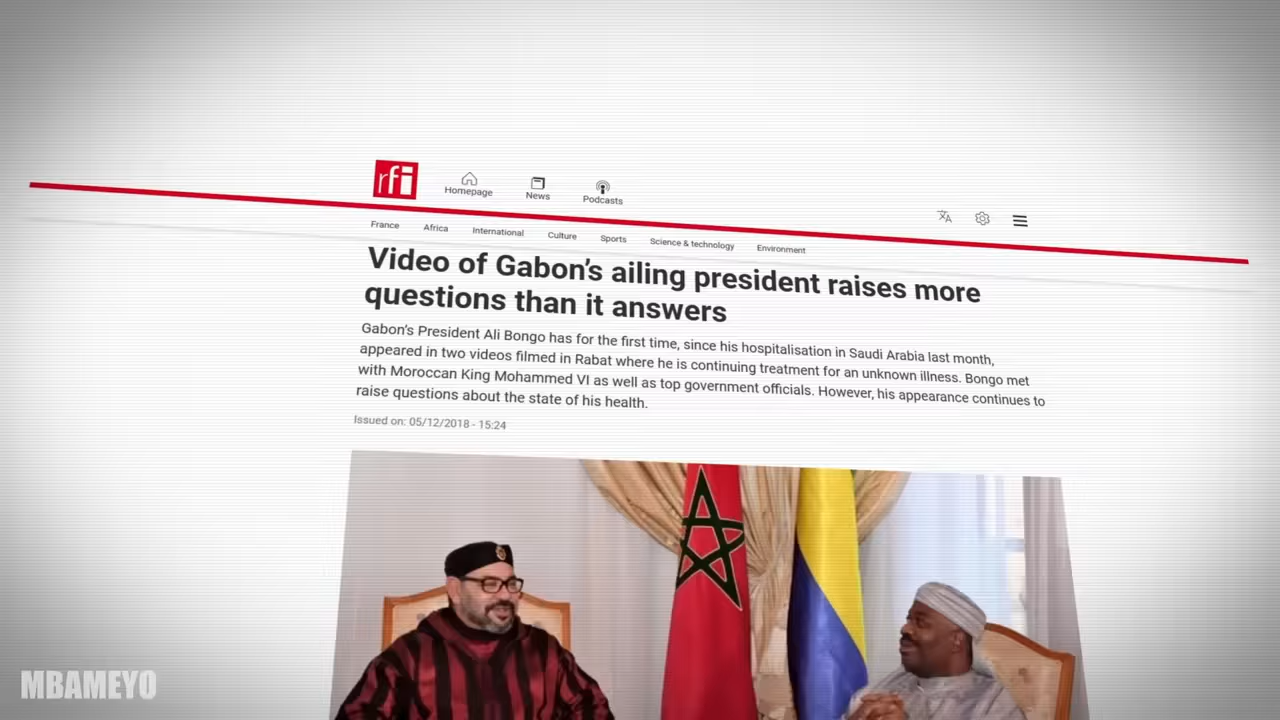 rfi
Homepage News Podcasts
France Africa International Culture Sports Science & technology Environment
Video of Gabon's ailing president raises more
questions than it answers
Gabon's President Ali Bongo has for the first time, since his hospitalisation in Saudi Arabia last month,
appeared in two videos filmed in Rabat where he is continuing treatment for an unknown illness. Bongo met
with Moroccan King Mohammed VI as well as top government officials. However, his appearance continues to
raise questions about the state of his health.
Issued on: 05/12/2018 - 15:24
MBAMEYO